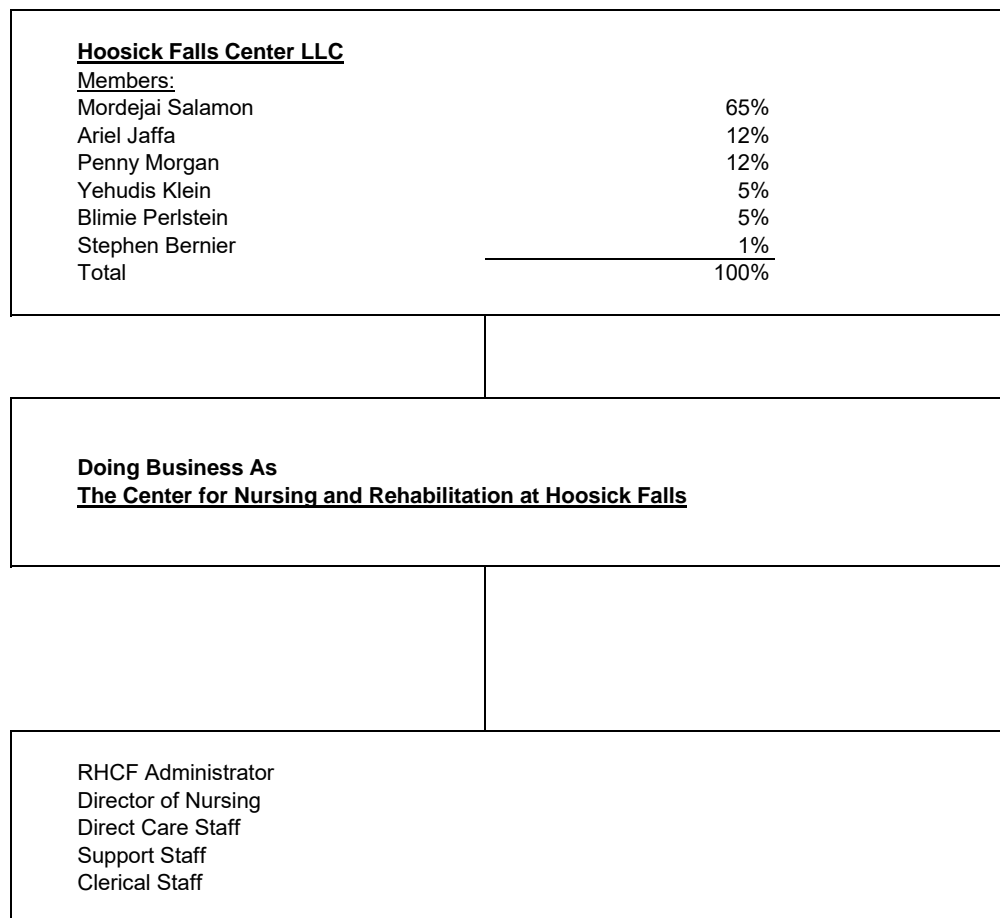 Hoosick Falls Center LLC
Members:
Mordejai Salamon 65%
Ariel Jaffa 12%
Penny Morgan 12%
Yehudis Klein 5%
Blimie Perlstein 5%
Stephen Bernier 1%
Total 100%
Doing Business As
The Center for Nursing and Rehabilitation at Hoosick Falls
RHCF Administrator
Director of Nursing
Direct Care Staff
Support Staff
Clerical Staff